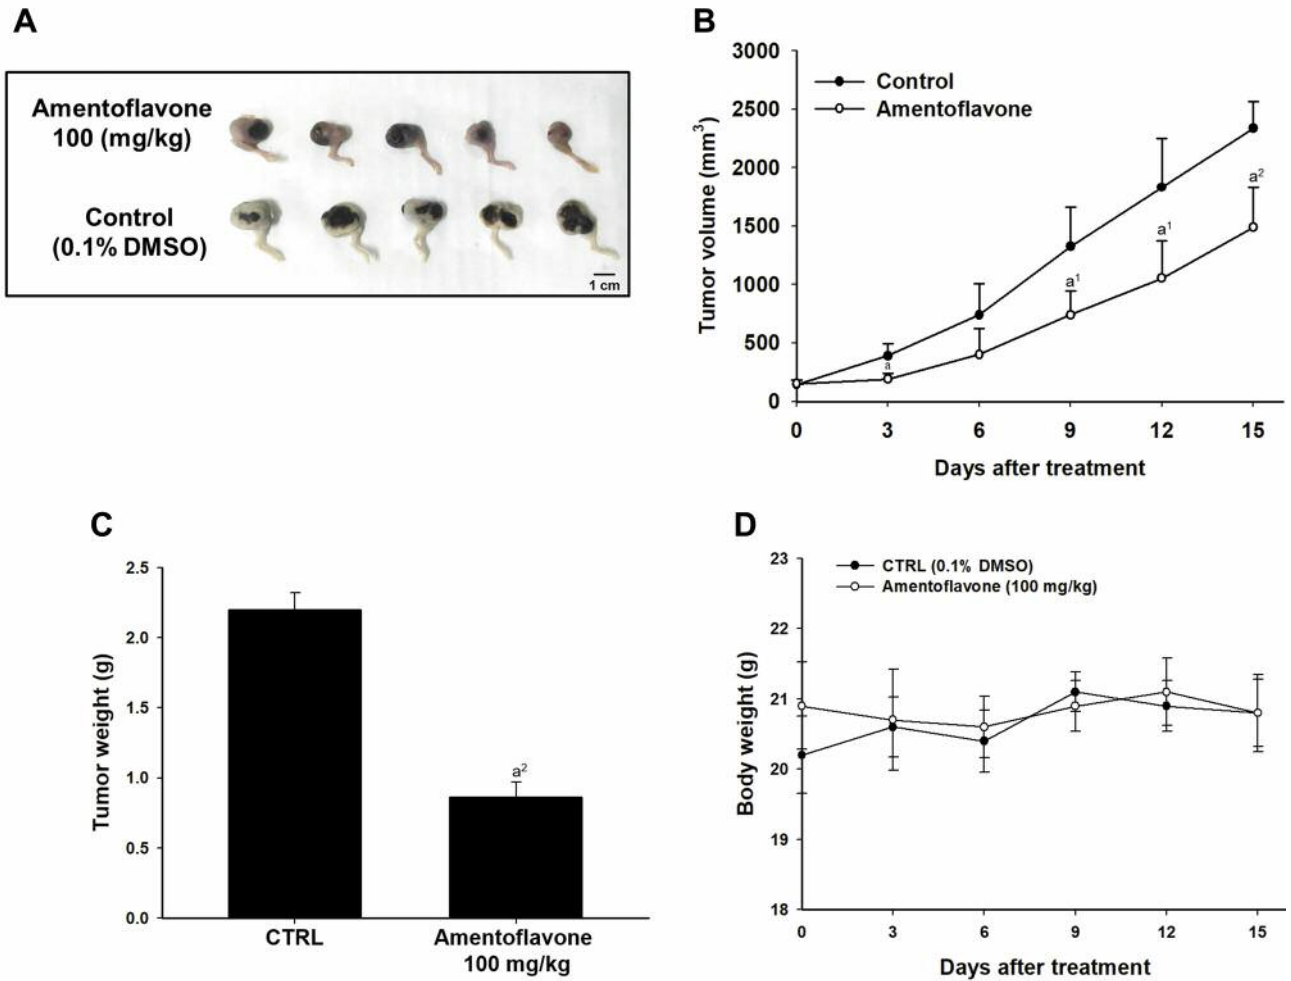 A
Amentoflavone
100 (mg/kg)
Control
(0.1% DMSO)
1 cm
B
Tumor volume (mm³)
3000
2500
2000
1500
1000
500
0
Control
Amentoflavone
a
a¹
a¹
a²
0 3 6 9 12 15
Days after treatment
C
Tumor weight (g)
2.5
2.0
1.5
1.0
0.5
0.0
a²
CTRL
Amentoflavone
100 mg/kg
D
Body weight (g)
23
22
21
20
19
18
CTRL (0.1% DMSO)
Amentoflavone (100 mg/kg)
0 3 6 9 12 15
Days after treatment